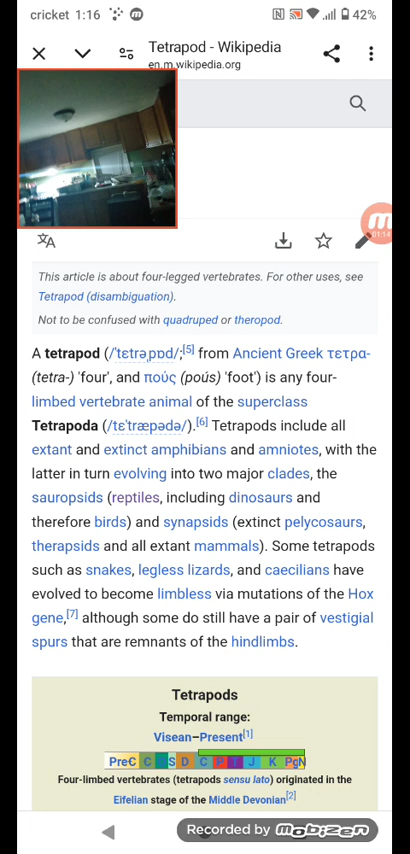 cricket 1:16 42%
Tetrapod - Wikipedia
en.m.wikipedia.org
01:14
This article is about four-legged vertebrates. For other uses, see
Tetrapod (disambiguation).
Not to be confused with quadruped or theropod.
A tetrapod (/ˈtɛtrəˌpɒd/;[5] from Ancient Greek τετρα-
(tetra-) 'four', and πούς (poús) 'foot') is any four-
limbed vertebrate animal of the superclass
Tetrapoda (/tɛˈtræpədə/).[6] Tetrapods include all
extant and extinct amphibians and amniotes, with the
latter in turn evolving into two major clades, the
sauropsids (reptiles, including dinosaurs and
therefore birds) and synapsids (extinct pelycosaurs,
therapsids and all extant mammals). Some tetrapods
such as snakes, legless lizards, and caecilians have
evolved to become limbless via mutations of the Hox
gene,[7] although some do still have a pair of vestigial
spurs that are remnants of the hindlimbs.
Tetrapods
Temporal range:
Visean–Present[1]
PreꞒ Ꞓ S D C P T J K Pg N
Four-limbed vertebrates (tetrapods sensu lato) originated in the
Eifelian stage of the Middle Devonian[2]
Recorded by mobizen